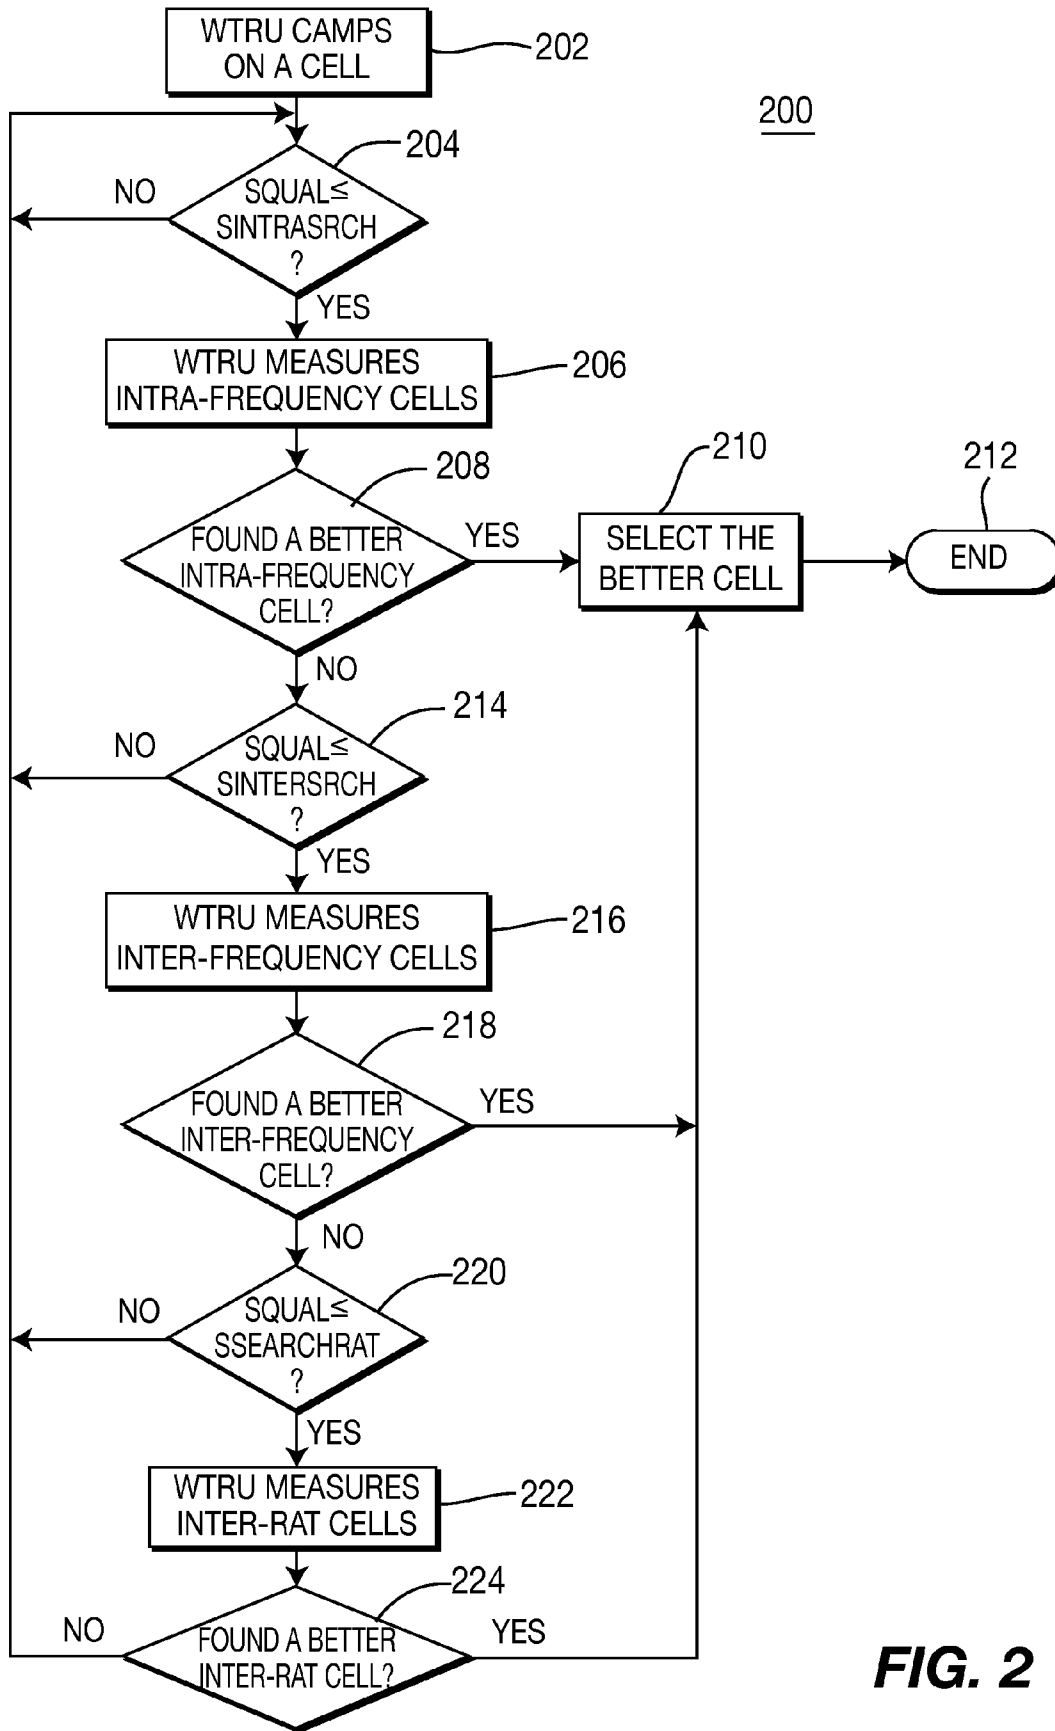 WTRU CAMPS
ON A CELL
202
200
204
NO
SQUAL≤
SINTRASRCH
?
YES
WTRU MEASURES
INTRA-FREQUENCY CELLS
206
208
FOUND A BETTER
INTRA-FREQUENCY
CELL?
YES
210
SELECT THE
BETTER CELL
212
END
NO
214
NO
SQUAL≤
SINTERSRCH
?
YES
WTRU MEASURES
INTER-FREQUENCY CELLS
216
218
FOUND A BETTER
INTER-FREQUENCY
CELL?
YES
NO
220
NO
SQUAL≤
SSEARCHRAT
?
YES
WTRU MEASURES
INTER-RAT CELLS
222
224
NO
FOUND A BETTER
INTER-RAT CELL?
YES
FIG. 2